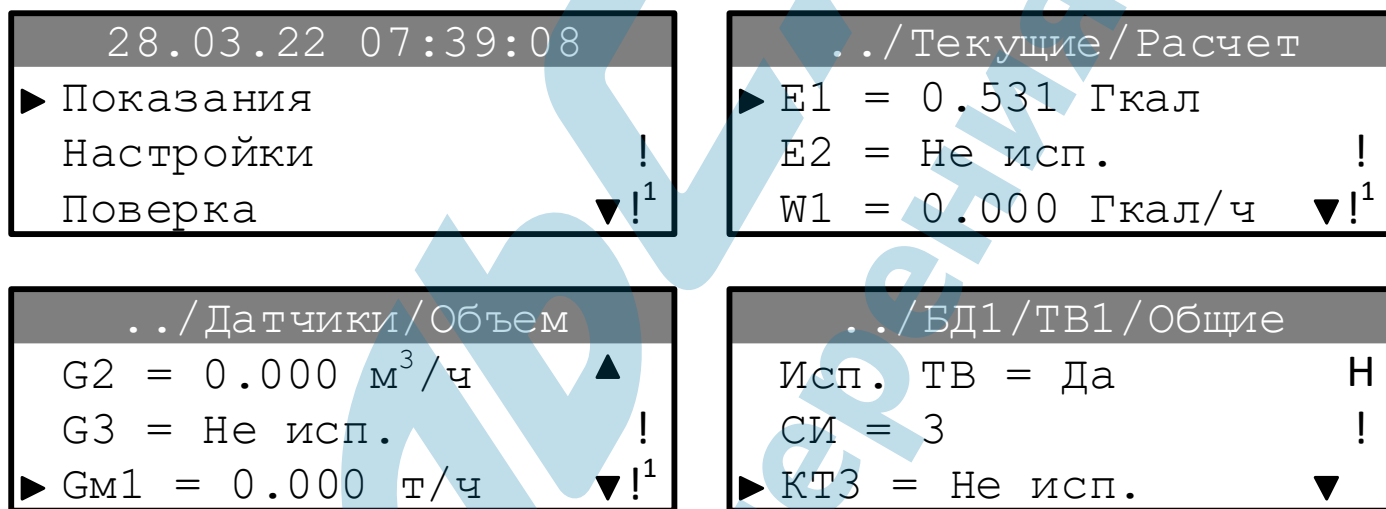 28.03.22 07:39:08
▶ Показания
Настройки !
Поверка ▼!¹
../Текущие/Расчет
▶ E1 = 0.531 Гкал
E2 = Не исп. !
W1 = 0.000 Гкал/ч ▼!¹
../Датчики/Объем
G2 = 0.000 м³/ч ▲
G3 = Не исп. !
▶ Gм1 = 0.000 т/ч ▼!¹
../БД1/ТВ1/Общие
Исп. ТВ = Да Н
СИ = 3 !
▶ КТ3 = Не исп. ▼